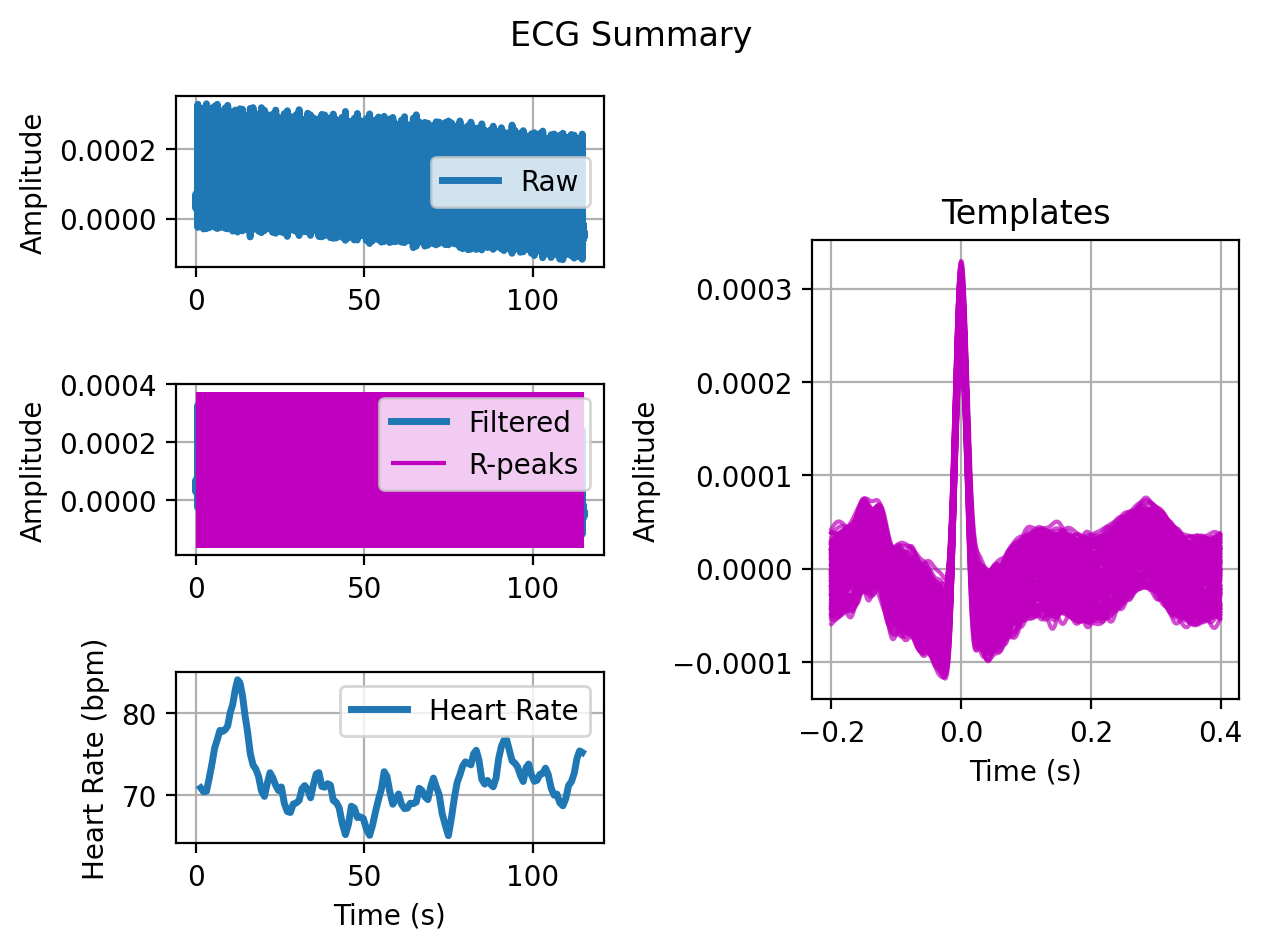 ECG Summary
Amplitude
0.0002
0.0000
Raw
0
50
100
Amplitude
0.0004
0.0002
0.0000
Filtered
R-peaks
0
50
100
Heart Rate (bpm)
80
70
Heart Rate
0
50
100
Time (s)
Templates
Amplitude
0.0003
0.0002
0.0001
0.0000
−0.0001
−0.2
0.0
0.2
0.4
Time (s)